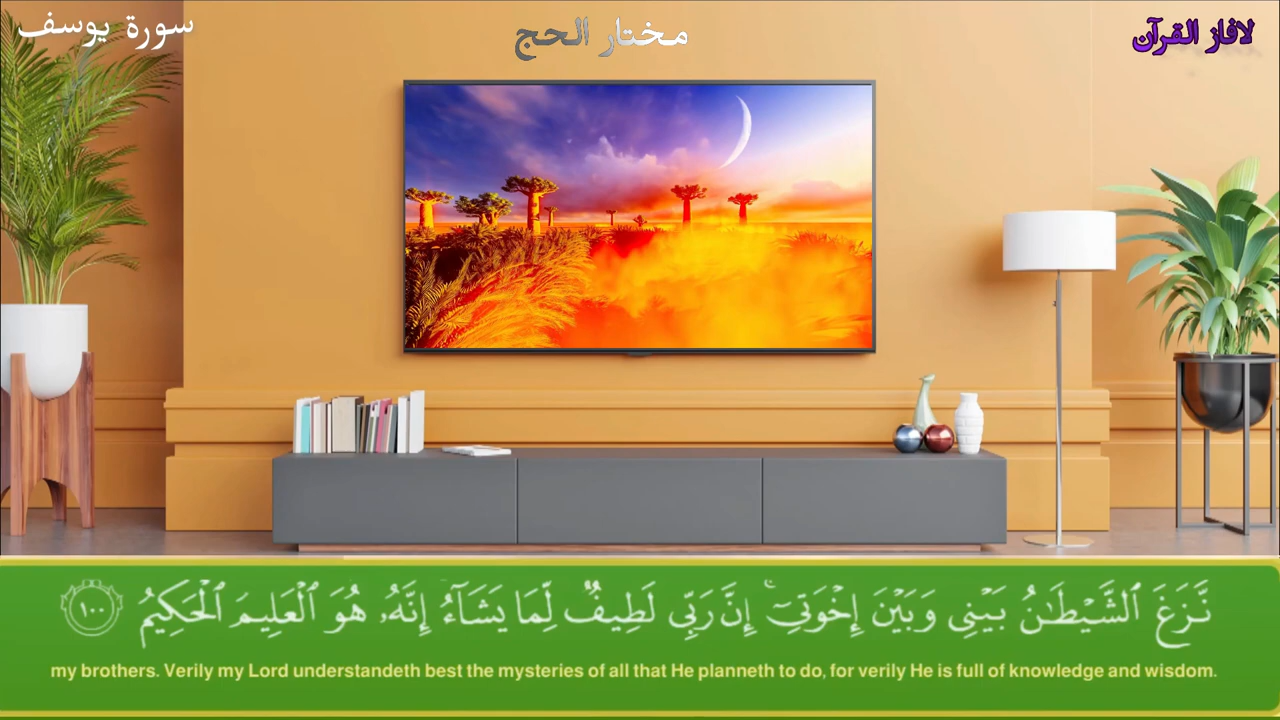 سورة يوسف
مختار الحج
لافاز القرآن
نَّزَغَ ٱلشَّيْطَٰنُ بَيْنِى وَبَيْنَ إِخْوَتِىٓ ۚ إِنَّ رَبِّى لَطِيفٌ لِّمَا يَشَآءُ إِنَّهُۥ هُوَ ٱلْعَلِيمُ ٱلْحَكِيمُ ١٠٠
my brothers. Verily my Lord understandeth best the mysteries of all that He planneth to do, for verily He is full of knowledge and wisdom.